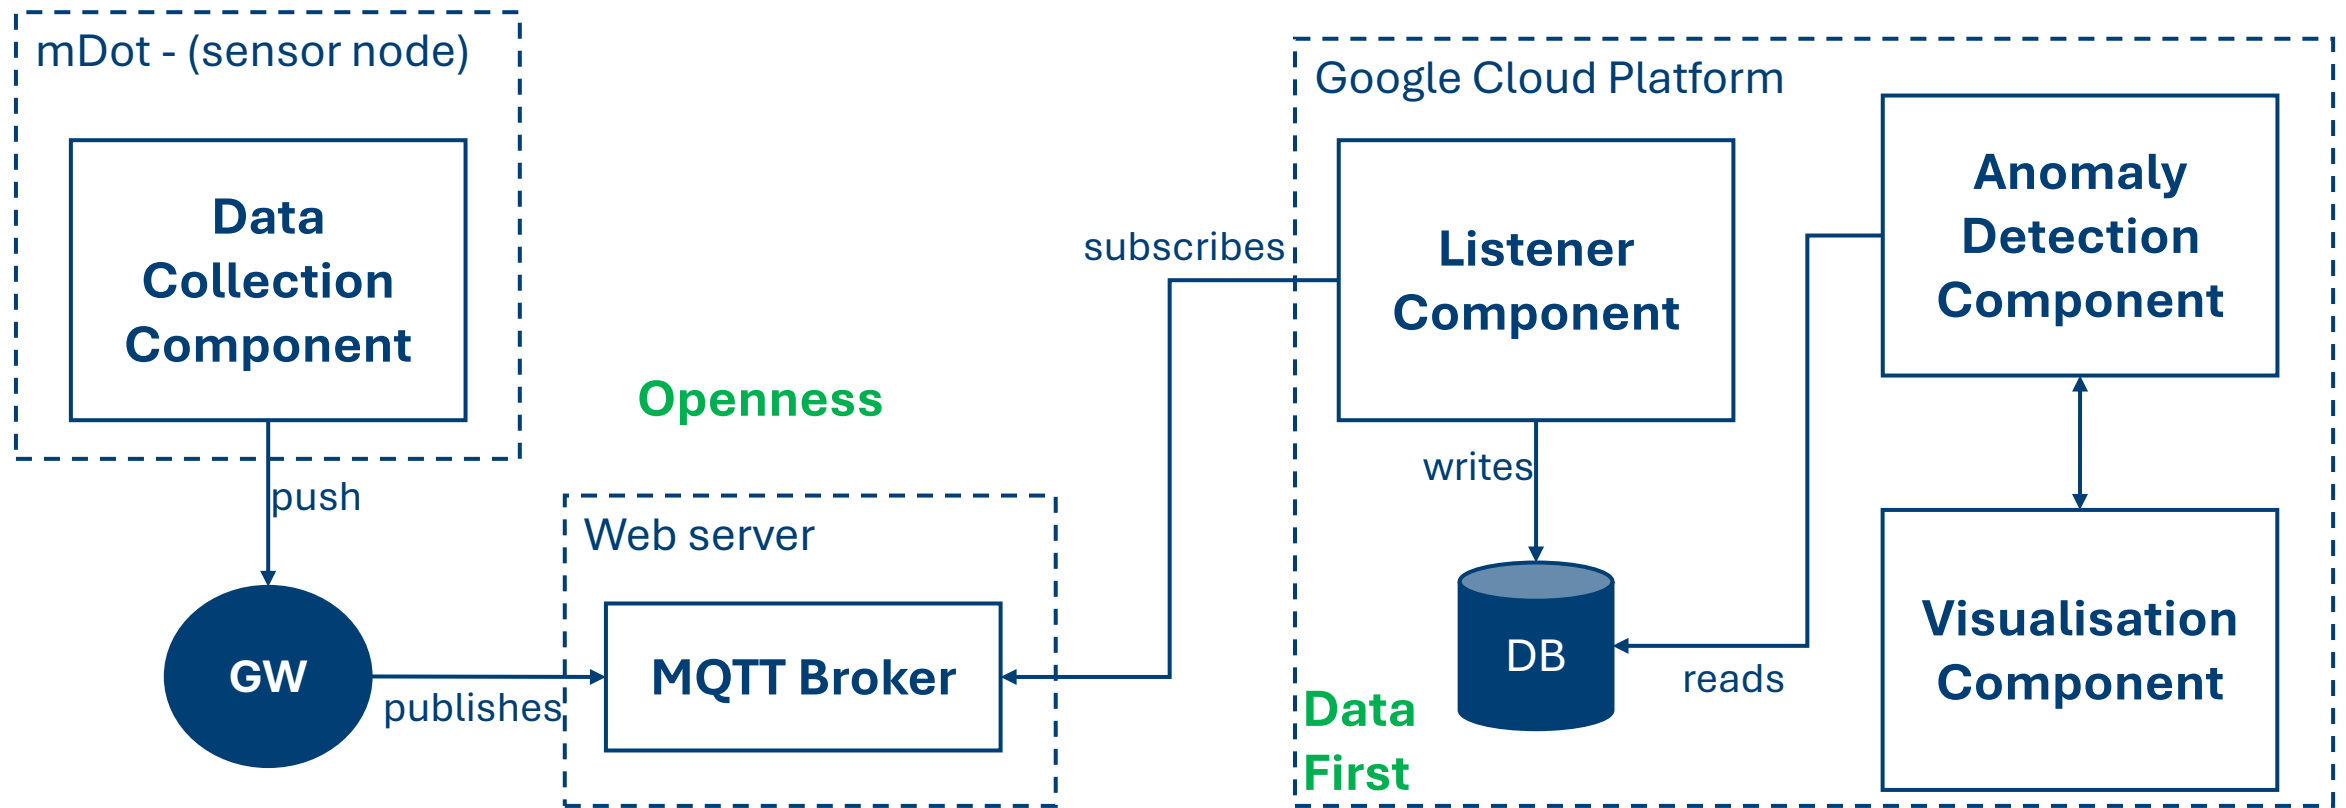 mDot - (sensor node)
Data
Collection
Component
push
GW
publishes
Openness
Web server
MQTT Broker
subscribes
Google Cloud Platform
Listener
Component
writes
DB
reads
Data
First
Anomaly
Detection
Component
Visualisation
Component